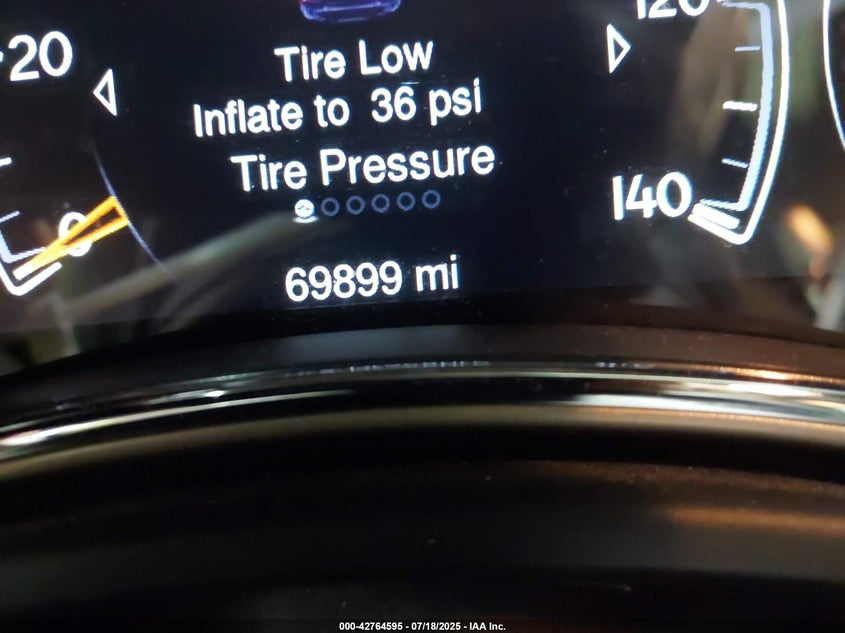 120
20
Tire Low
Inflate to 36 psi
Tire Pressure
140
0
69899 mi
000-42764595 - 07/18/2025 - IAA Inc.